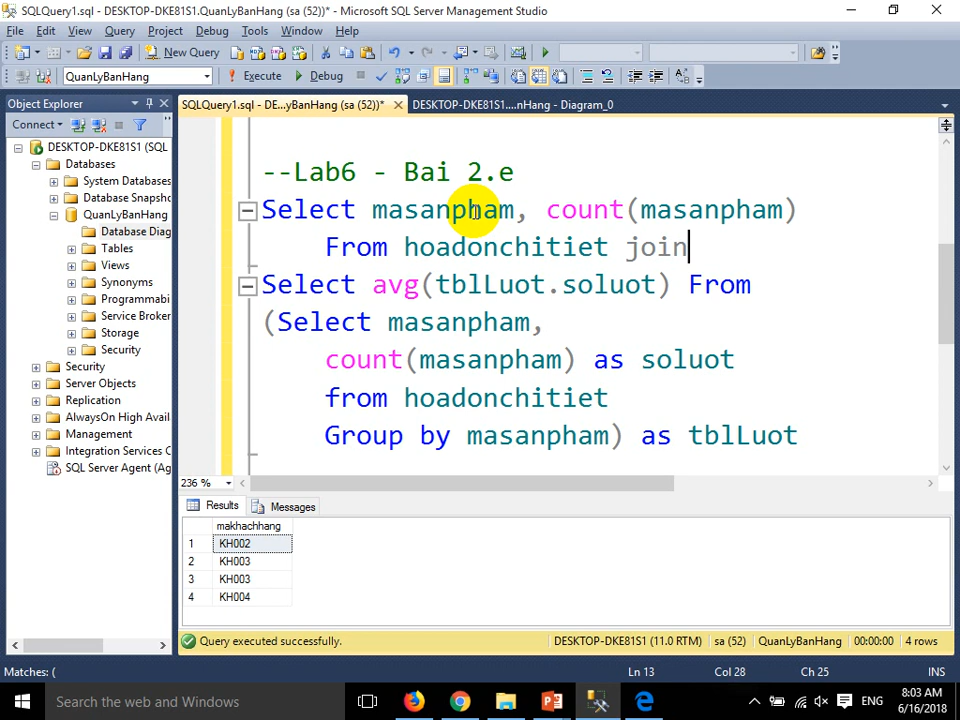 SQLQuery1.sql - DESKTOP-DKE81S1.QuanLyBanHang (sa (52))* - Microsoft SQL Server Management Studio
File Edit View Query Project Debug Tools Window Help
New Query
QuanLyBanHang Execute Debug
Object Explorer
SQLQuery1.sql - DE...yBanHang (sa (52))* DESKTOP-DKE81S1....nHang - Diagram_0
Connect
DESKTOP-DKE81S1 (SQL
Databases
System Databases
Database Snapsho
QuanLyBanHang
Database Diag
Tables
Views
Synonyms
Programmabi
Service Broker
Storage
Security
Security
Server Objects
Replication
AlwaysOn High Avail
Management
Integration Services C
SQL Server Agent (Ag
--Lab6 - Bai 2.e
Select masanpham, count(masanpham)
From hoadonchitiet join
Select avg(tblLuot.soluot) From
(Select masanpham,
count(masanpham) as soluot
from hoadonchitiet
Group by masanpham) as tblLuot
236 %
Results Messages
makhachhang
1 KH002
2 KH003
3 KH003
4 KH004
Query executed successfully. DESKTOP-DKE81S1 (11.0 RTM) sa (52) QuanLyBanHang 00:00:00 4 rows
Matches: ( Ln 13 Col 28 Ch 25 INS
Search the web and Windows
ENG
8:03 AM
6/16/2018